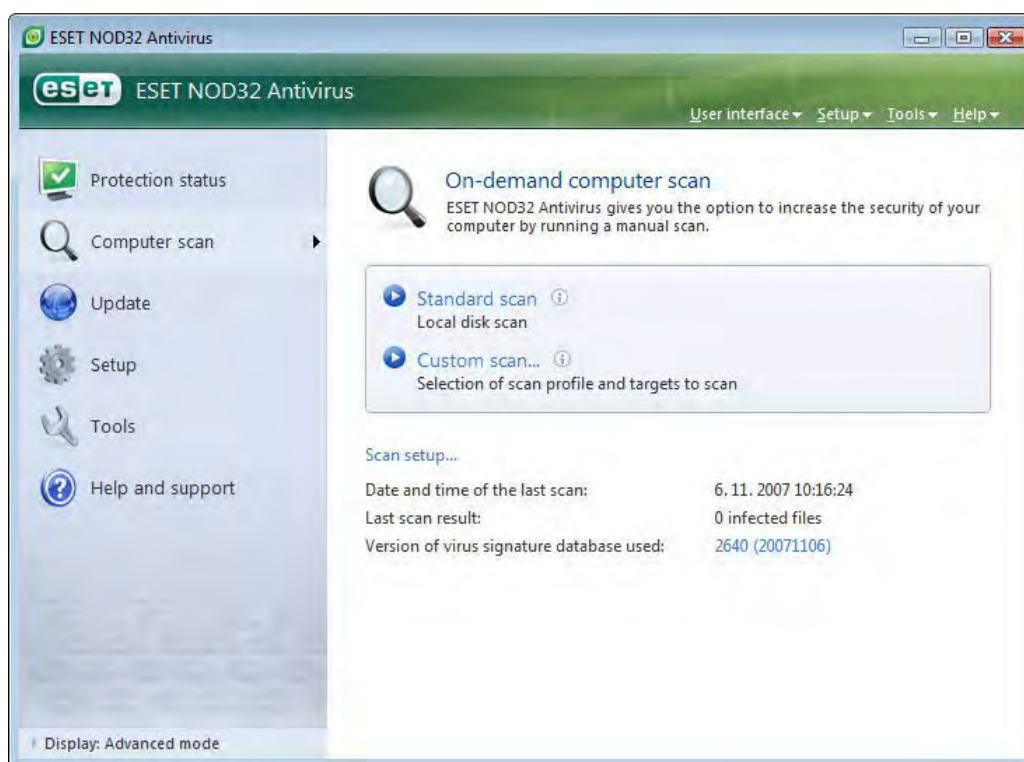 ESET NOD32 Antivirus
eset ESET NOD32 Antivirus
User interface Setup Tools Help
Protection status
Computer scan
Update
Setup
Tools
Help and support
Display: Advanced mode
On-demand computer scan
ESET NOD32 Antivirus gives you the option to increase the security of your
computer by running a manual scan.
Standard scan
Local disk scan
Custom scan...
Selection of scan profile and targets to scan
Scan setup...
Date and time of the last scan: 6. 11. 2007 10:16:24
Last scan result: 0 infected files
Version of virus signature database used: 2640 (20071106)